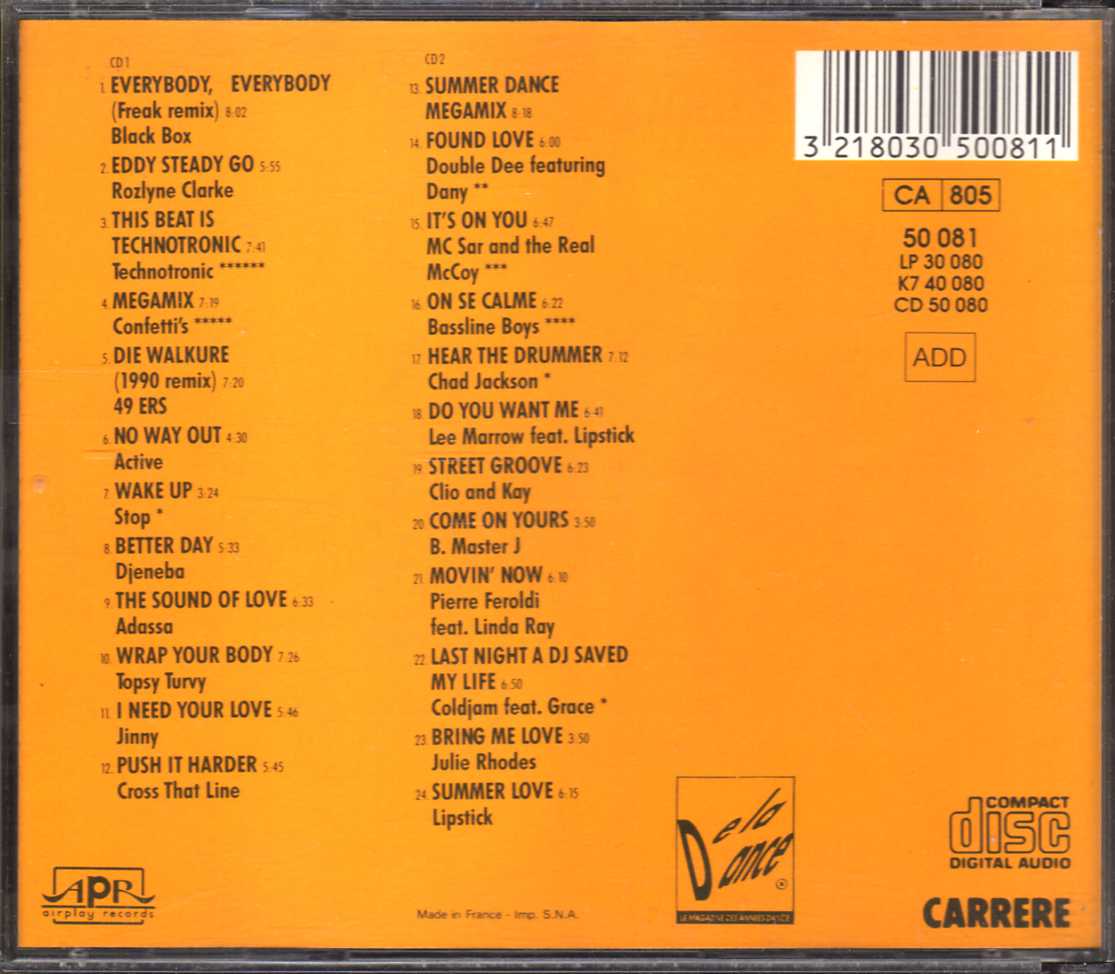 CD 1
1. EVERYBODY, EVERYBODY
(Freak remix) 8:02
Black Box
2. EDDY STEADY GO 5:55
Rozlyne Clarke
3. THIS BEAT IS
TECHNOTRONIC 7:41
Technotronic ******
4. MEGAMIX 7:19
Confetti's *****
5. DIE WALKURE
(1990 remix) 7:20
49 ERS
6. NO WAY OUT 4:30
Active
7. WAKE UP 3:24
Stop *
8. BETTER DAY 5:33
Djeneba
9. THE SOUND OF LOVE 6:33
Adassa
10. WRAP YOUR BODY 7:26
Topsy Turvy
11. I NEED YOUR LOVE 5:46
Jinny
12. PUSH IT HARDER 5:45
Cross That Line
CD 2
13. SUMMER DANCE
MEGAMIX 8:18
14. FOUND LOVE 6:00
Double Dee featuring
Dany **
15. IT'S ON YOU 6:47
MC Sar and the Real
McCoy ***
16. ON SE CALME 6:22
Bassline Boys ****
17. HEAR THE DRUMMER 7:12
Chad Jackson *
18. DO YOU WANT ME 6:41
Lee Marrow feat. Lipstick
19. STREET GROOVE 6:23
Clio and Kay
20. COME ON YOURS 3:50
B. Master J
21. MOVIN' NOW 6:10
Pierre Feroldi
feat. Linda Ray
22. LAST NIGHT A DJ SAVED
MY LIFE 6:50
Coldjam feat. Grace *
23. BRING ME LOVE 3:50
Julie Rhodes
24. SUMMER LOVE 6:15
Lipstick
3 218030 500811
CA 805
50 081
LP 30 080
K7 40 080
CD 50 080
ADD
APR
airplay records
Made in France - Imp. S.N.A.
De la
Dance
®
LE MAGAZINE DES ANNEES DANCE
COMPACT
disc
DIGITAL AUDIO
CARRERE